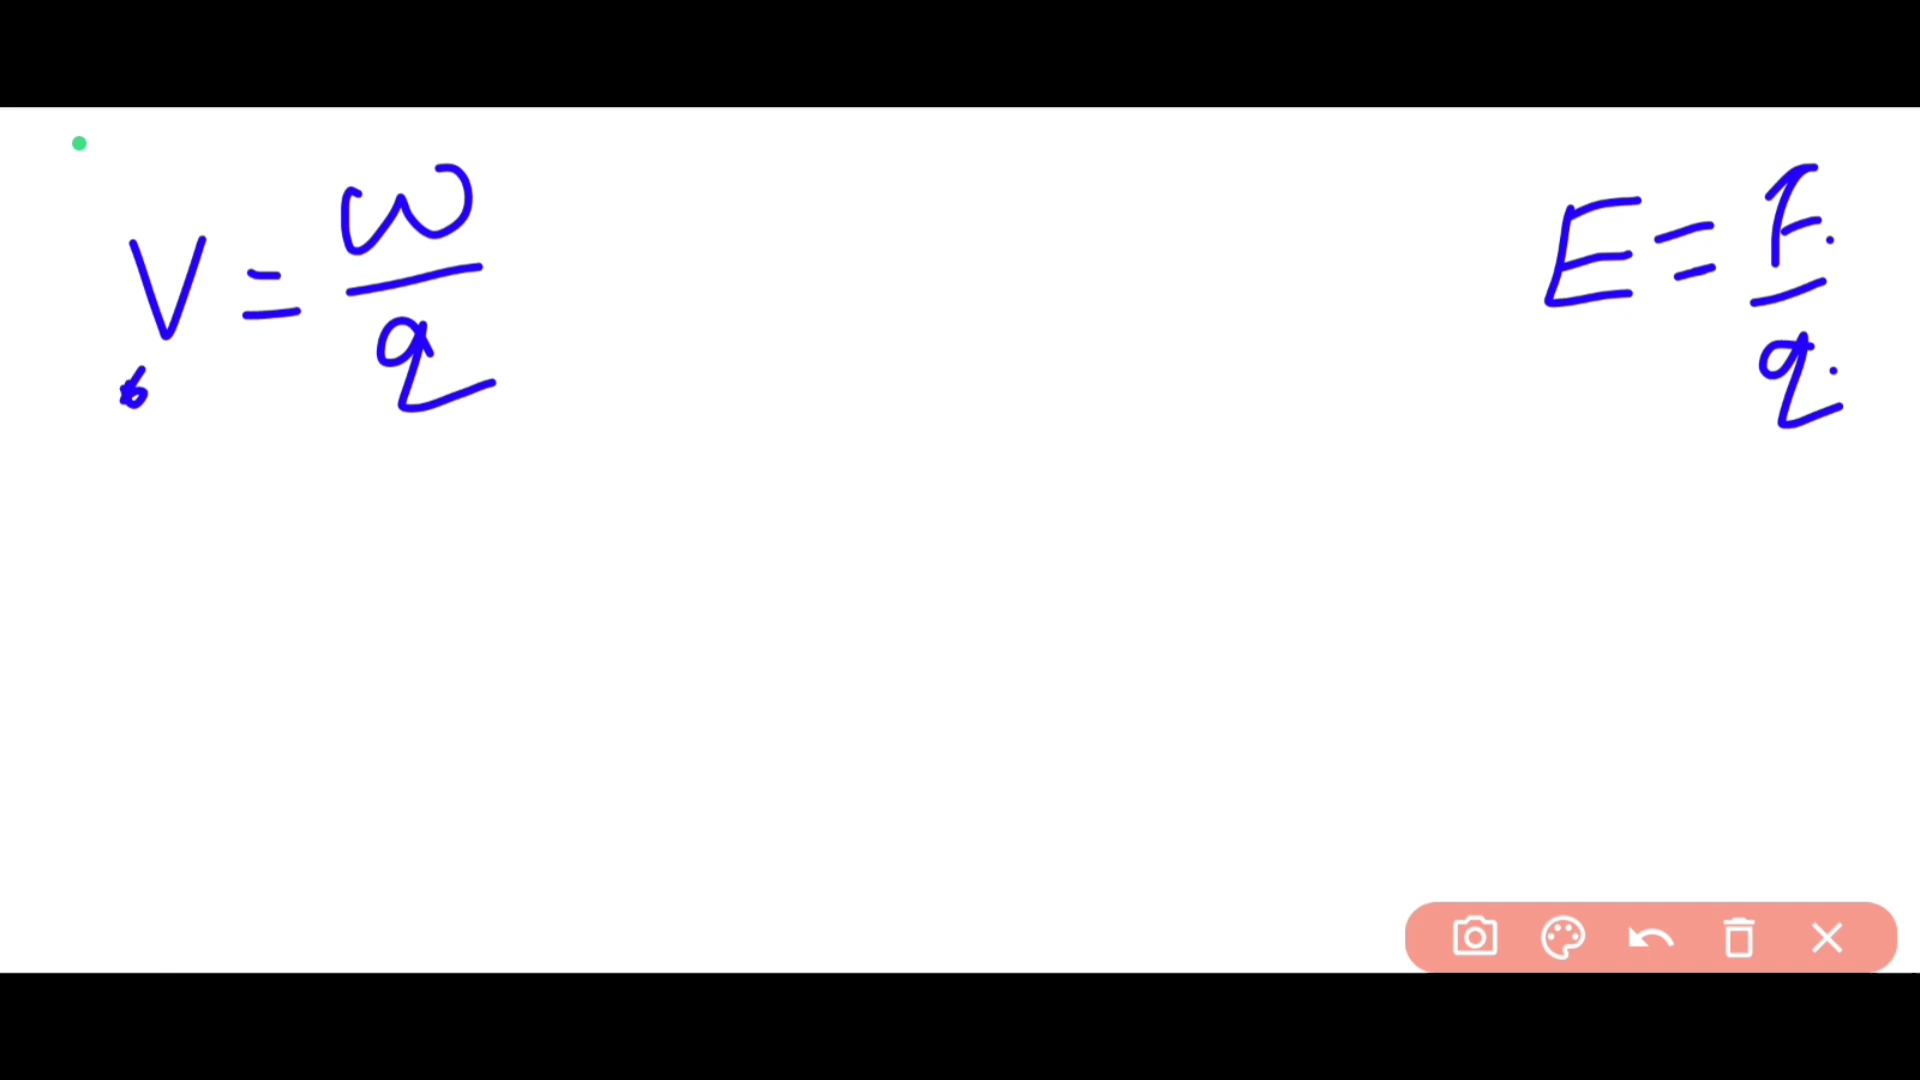 V = W/q
E = F/q